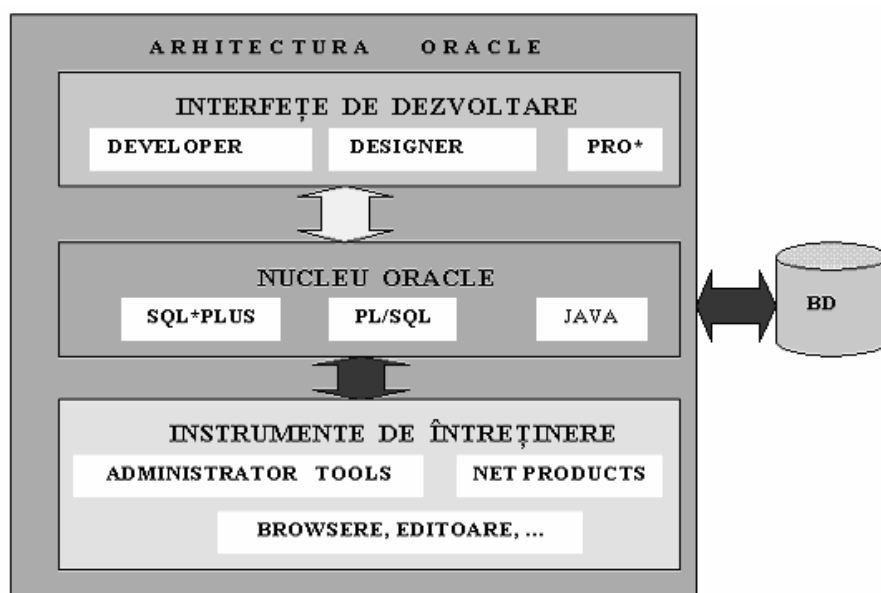 ARHITECTURA ORACLE
INTERFEȚE DE DEZVOLTARE
DEVELOPER DESIGNER PRO*
NUCLEU ORACLE
SQL*PLUS PL/SQL JAVA
BD
INSTRUMENTE DE ÎNTREȚINERE
ADMINISTRATOR TOOLS NET PRODUCTS
BROWSERE, EDITOARE, ...